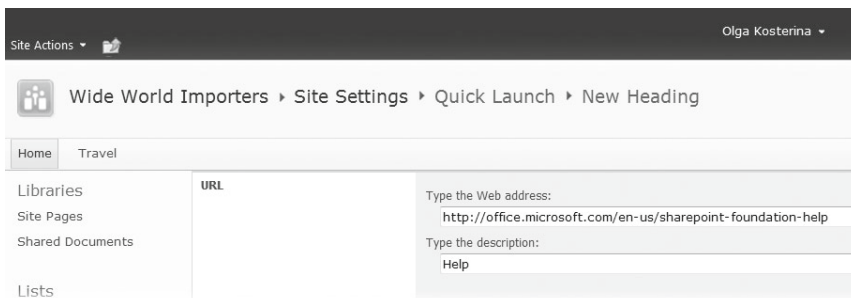 Olga Kosterina
Site Actions
Wide World Importers ▸ Site Settings ▸ Quick Launch ▸ New Heading
Home Travel
Libraries
Site Pages
Shared Documents
Lists
URL
Type the Web address:
http://office.microsoft.com/en-us/sharepoint-foundation-help
Type the description:
Help